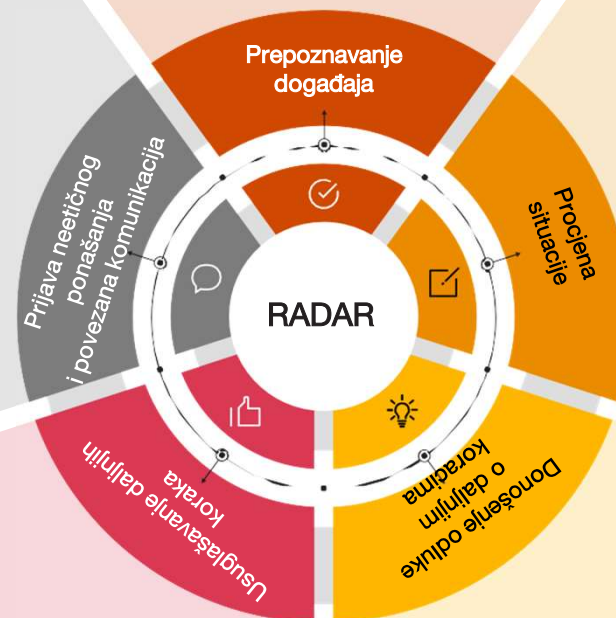 Prepoznavanje
događaja
Procjena
situacije
Donošenje odluke
o daljnjim
koracima
Usuglašavanje daljnjih
koraka
Prijava neetičnog
ponašanja
i povezana komunikacija
RADAR